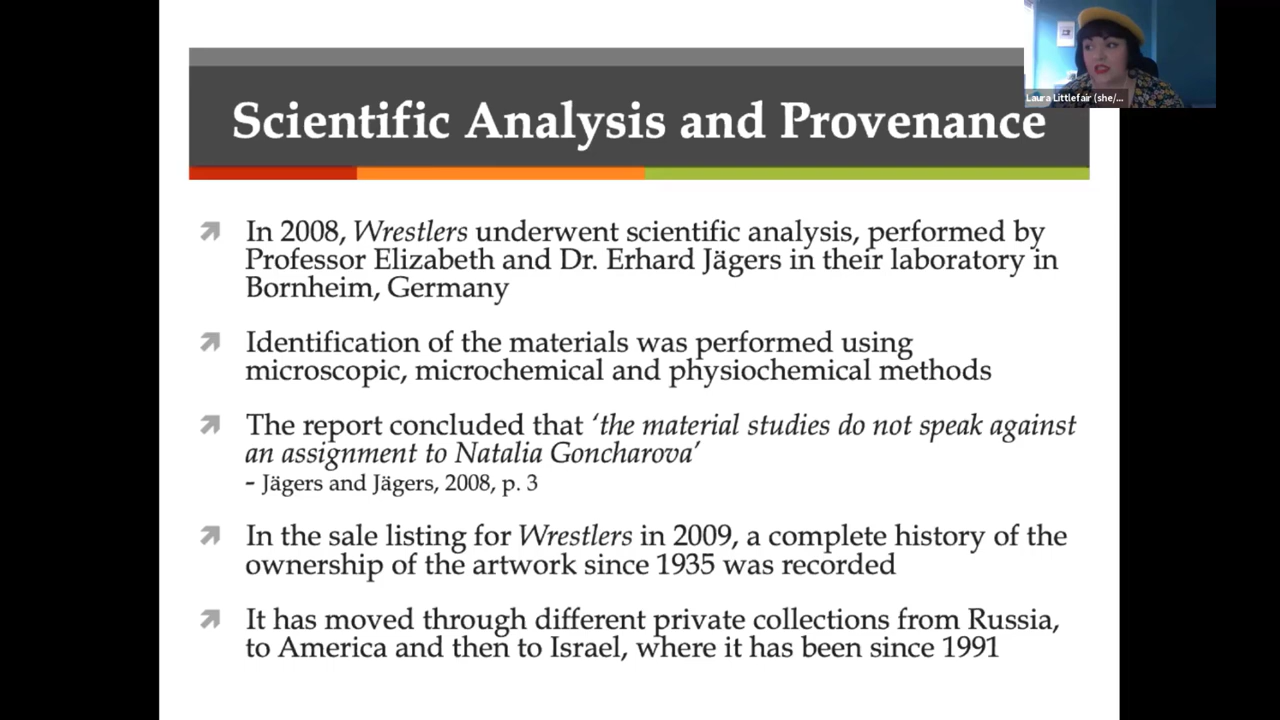 Laura Littlefair (she/...
Scientific Analysis and Provenance
In 2008, Wrestlers underwent scientific analysis, performed by
Professor Elizabeth and Dr. Erhard Jägers in their laboratory in
Bornheim, Germany
Identification of the materials was performed using
microscopic, microchemical and physiochemical methods
The report concluded that ‘the material studies do not speak against
an assignment to Natalia Goncharova’
- Jägers and Jägers, 2008, p. 3
In the sale listing for Wrestlers in 2009, a complete history of the
ownership of the artwork since 1935 was recorded
It has moved through different private collections from Russia,
to America and then to Israel, where it has been since 1991